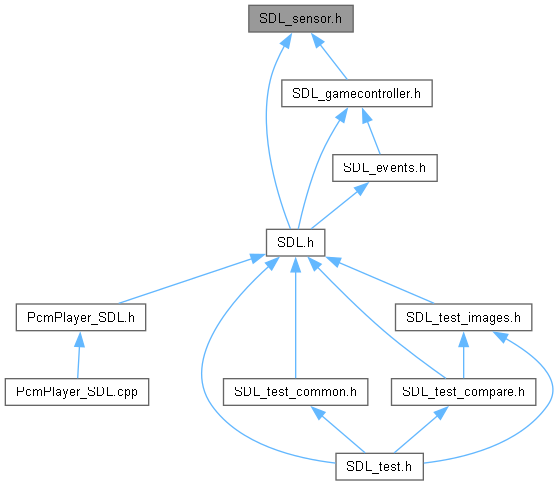 SDL_sensor.h
SDL_gamecontroller.h
SDL_events.h
SDL.h
PcmPlayer_SDL.h
SDL_test_images.h
PcmPlayer_SDL.cpp
SDL_test_common.h
SDL_test_compare.h
SDL_test.h